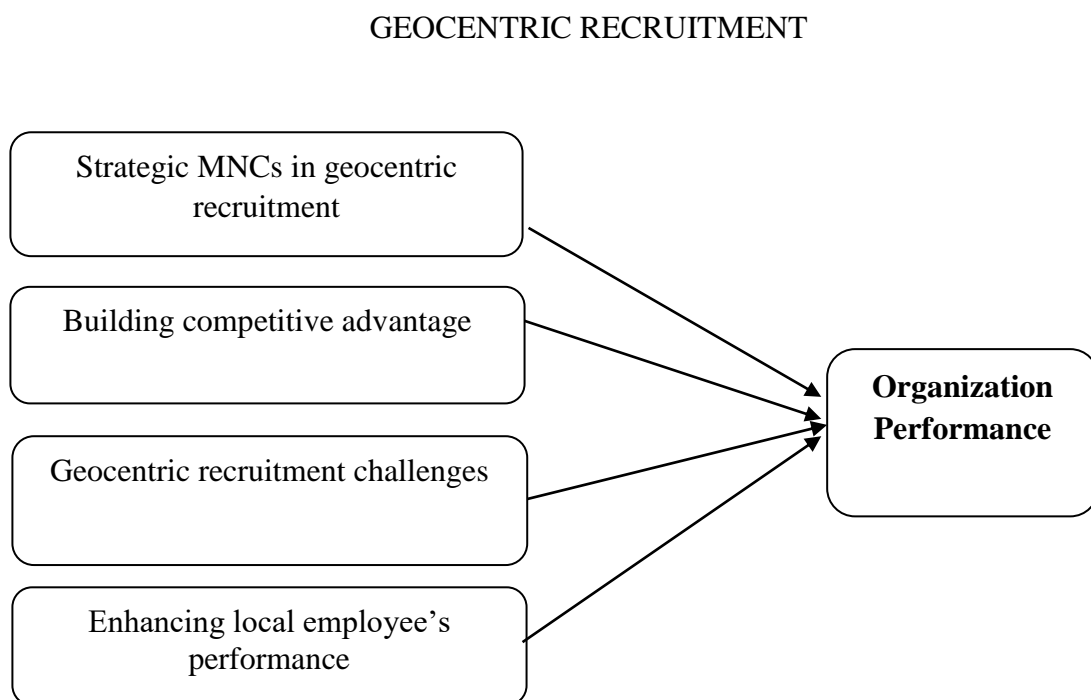 GEOCENTRIC RECRUITMENT
Strategic MNCs in geocentric
recruitment
Building competitive advantage
Geocentric recruitment challenges
Enhancing local employee’s
performance
Organization
Performance